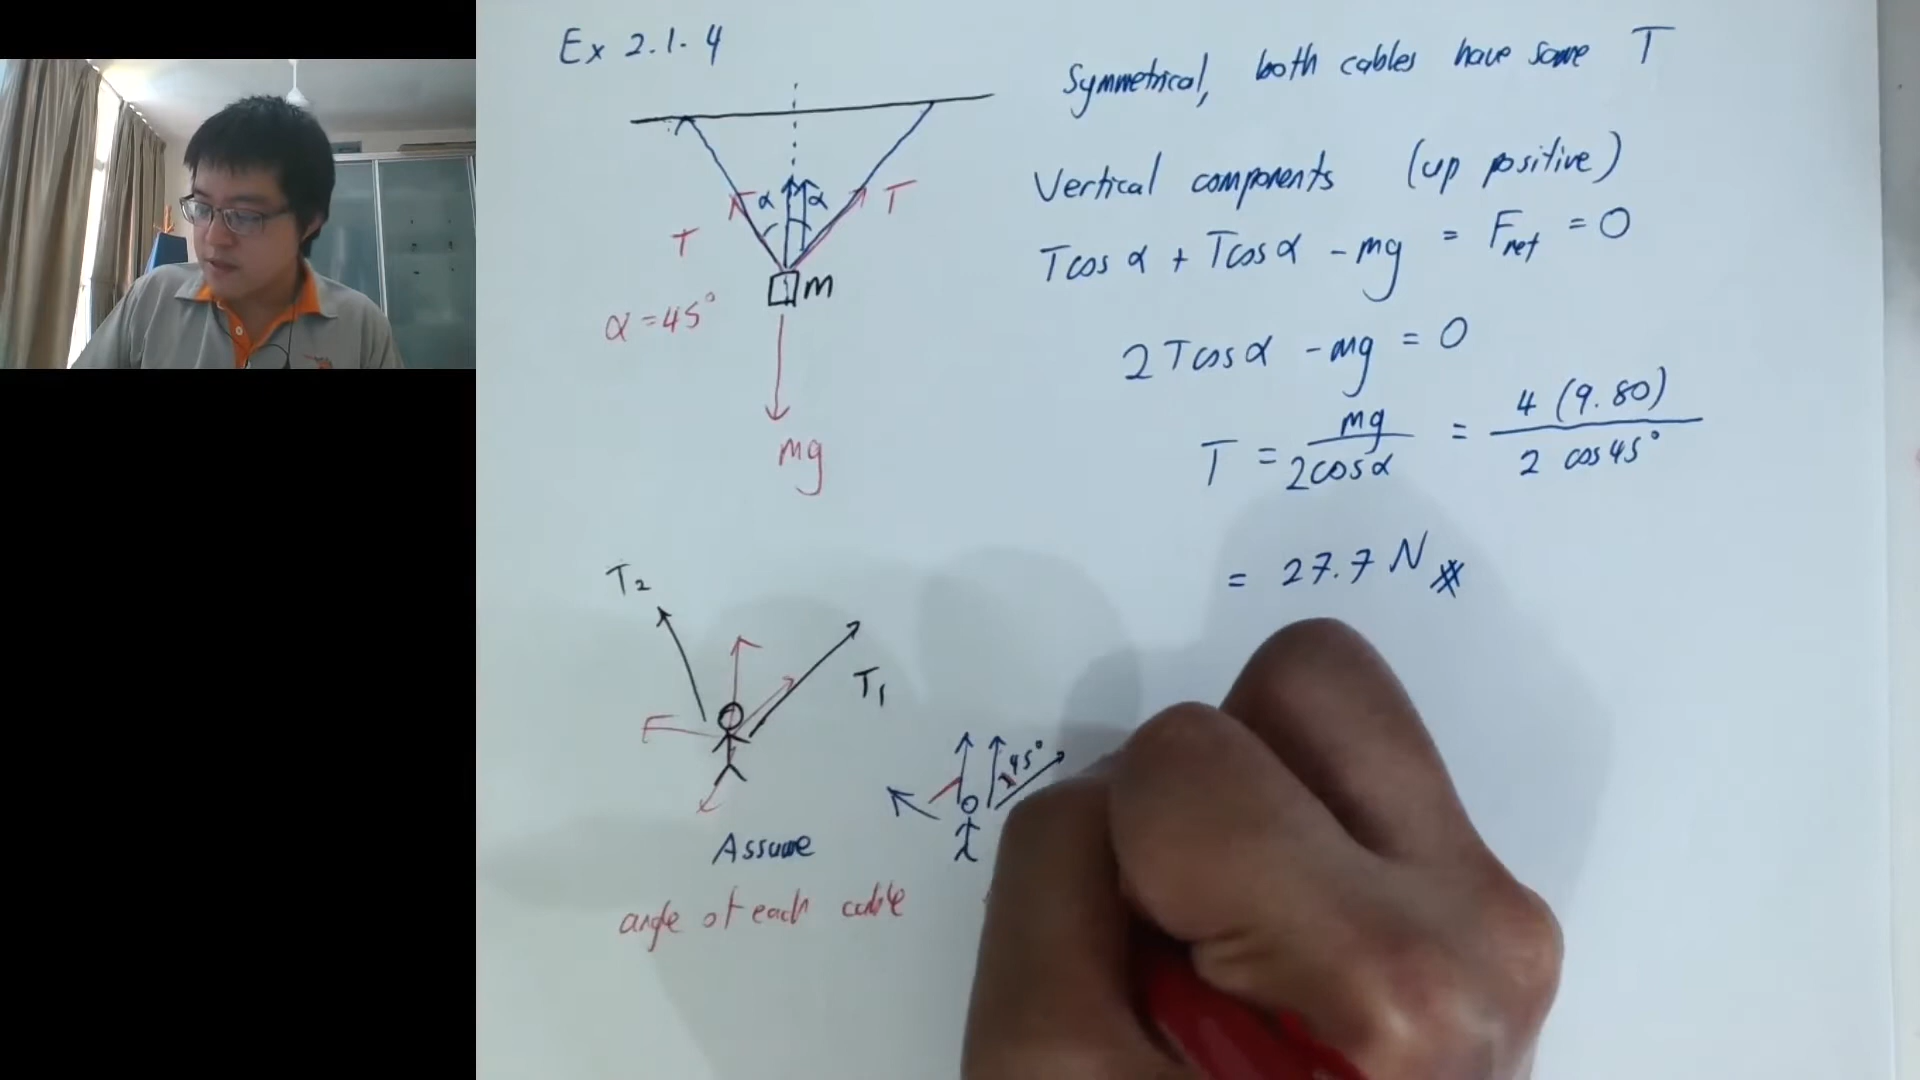 Ex 2.1.4
Symmetrical, both cables have same T
Vertical components (up positive)
T cos α + T cos α - mg = Fnet = 0
2 T cos α - mg = 0
T = mg / 2cos α = 4 (9.80) / 2 cos 45°
= 27.7 N
α α
T T
m
α = 45°
mg
T2
T1
45°
Assume
angle of each cable